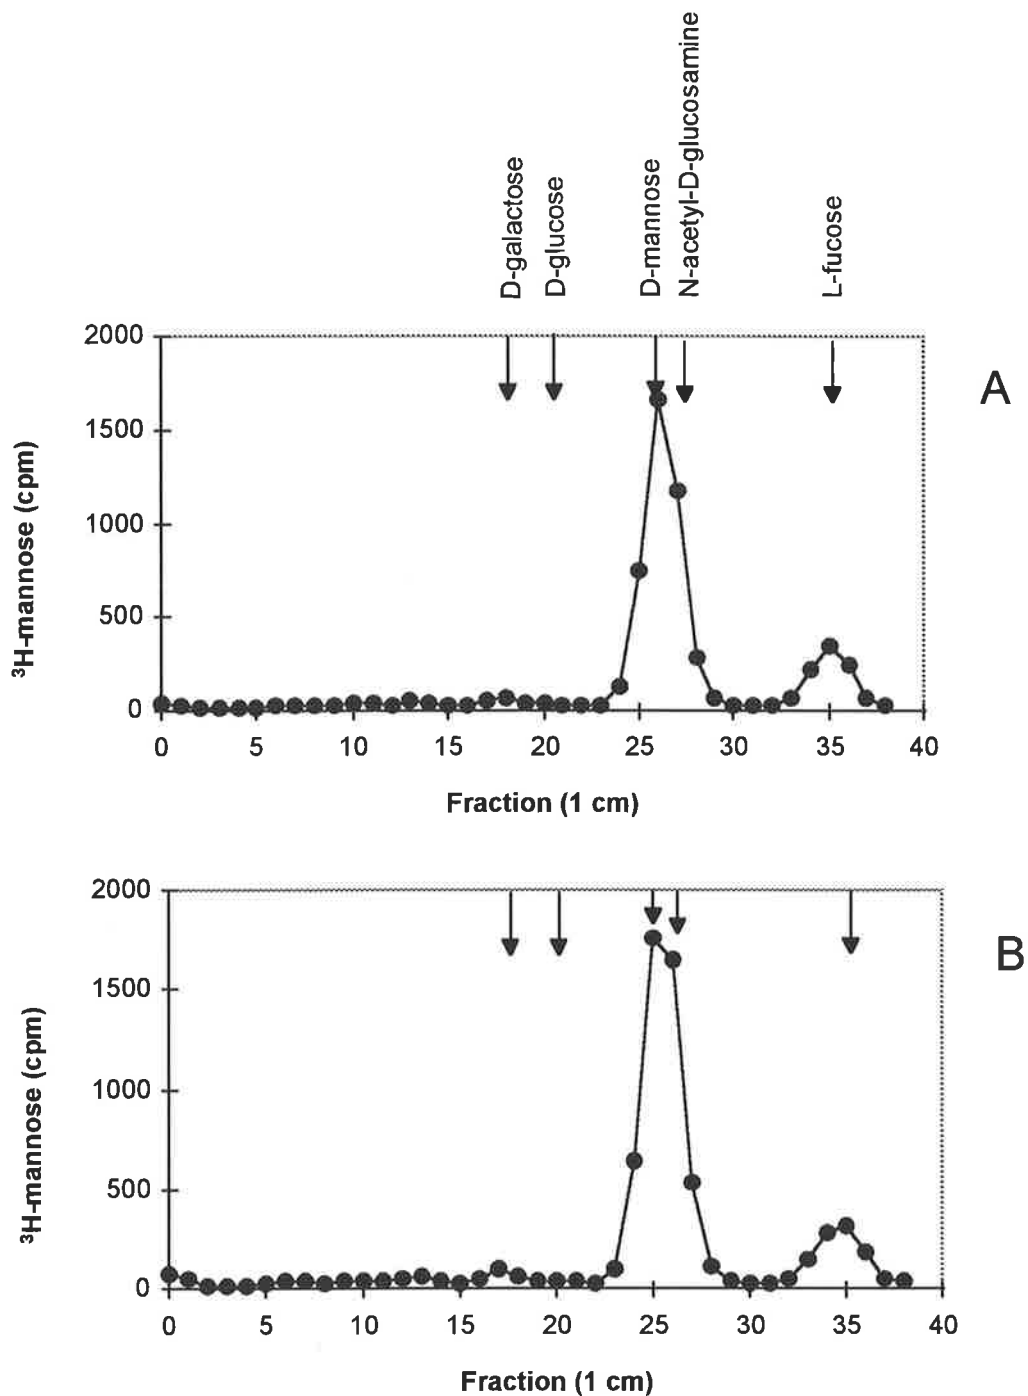 D-galactose
D-glucose
D-mannose
N-acetyl-D-glucosamine
L-fucose
A
2000
1500
1000
500
0
³H-mannose (cpm)
0 5 10 15 20 25 30 35 40
Fraction (1 cm)
B
2000
1500
1000
500
0
³H-mannose (cpm)
0 5 10 15 20 25 30 35 40
Fraction (1 cm)